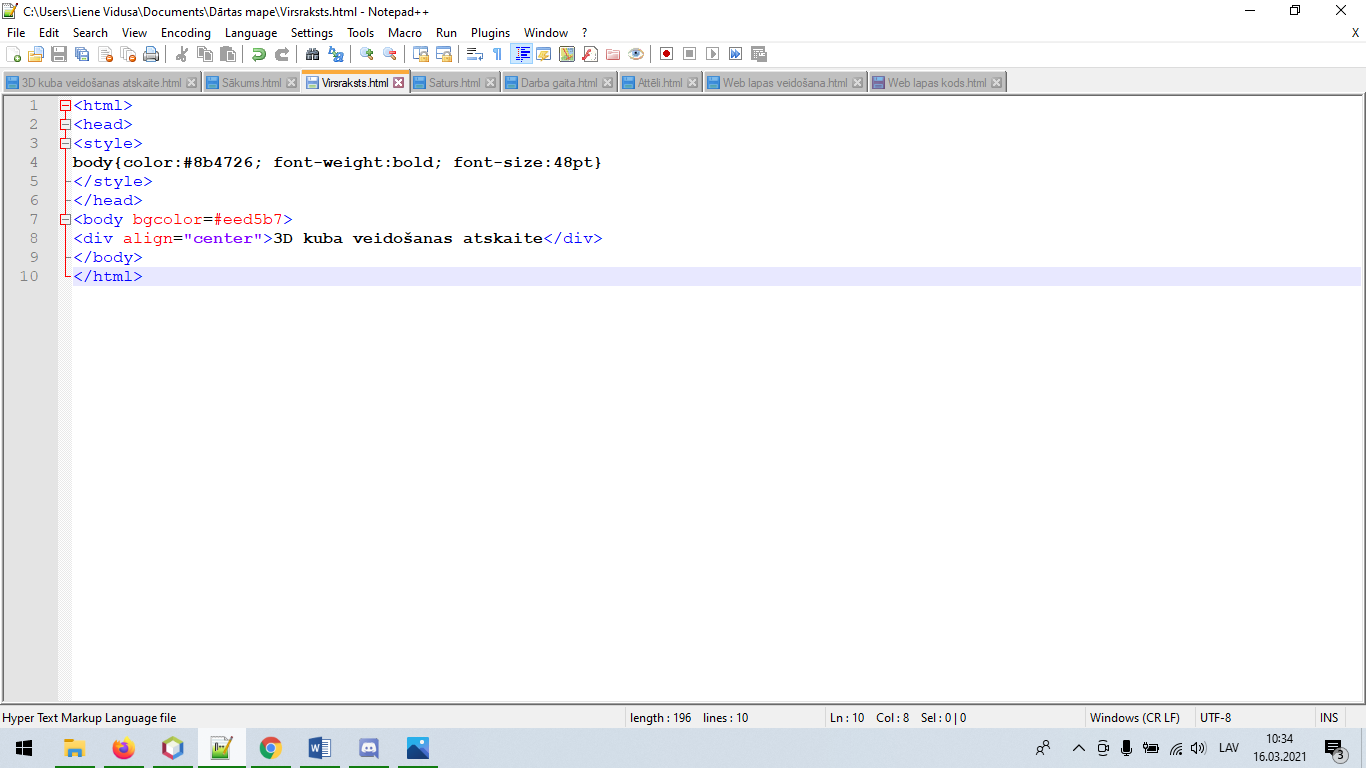 C:\Users\Liene Vidusa\Documents\Dārtas mape\Virsraksts.html - Notepad++
File Edit Search View Encoding Language Settings Tools Macro Run Plugins Window ? X
3D kuba veidošanas atskaite.html Sākums.html Virsraksts.html Saturs.html Darba gaita.html Attēli.html Web lapas veidošana.html Web lapas kods.html
1 <html>
2 <head>
3 <style>
4 body{color:#8b4726; font-weight:bold; font-size:48pt}
5 </style>
6 </head>
7 <body bgcolor=#eed5b7>
8 <div align="center">3D kuba veidošanas atskaite</div>
9 </body>
10 </html>
Hyper Text Markup Language file length : 196 lines : 10 Ln : 10 Col : 8 Sel : 0 | 0 Windows (CR LF) UTF-8 INS
LAV 10:34
16.03.2021 3